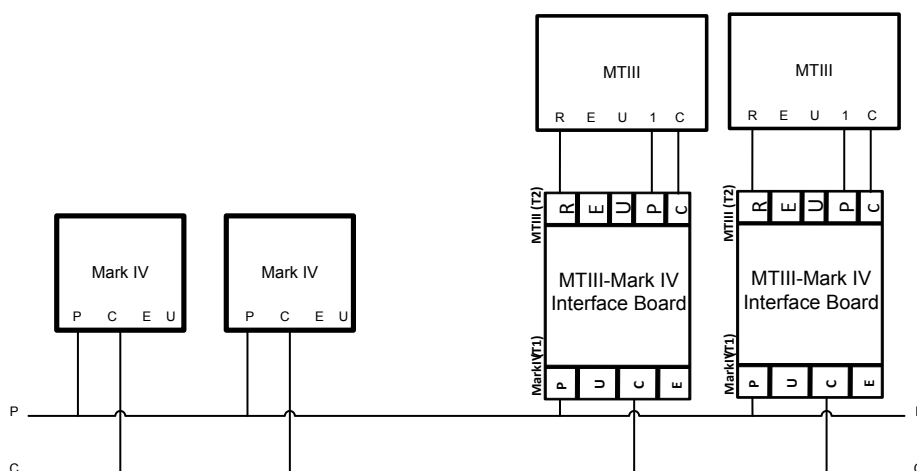 MTIII
R E U 1 C
MTIII
R E U 1 C
MTIII (T2)
R E U P C
MTIII-Mark IV
Interface Board
MarkIV(T1)
P U C E
MTIII (T2)
R E U P C
MTIII-Mark IV
Interface Board
MarkIV(T1)
P U C E
Mark IV
P C E U
Mark IV
P C E U
P
C